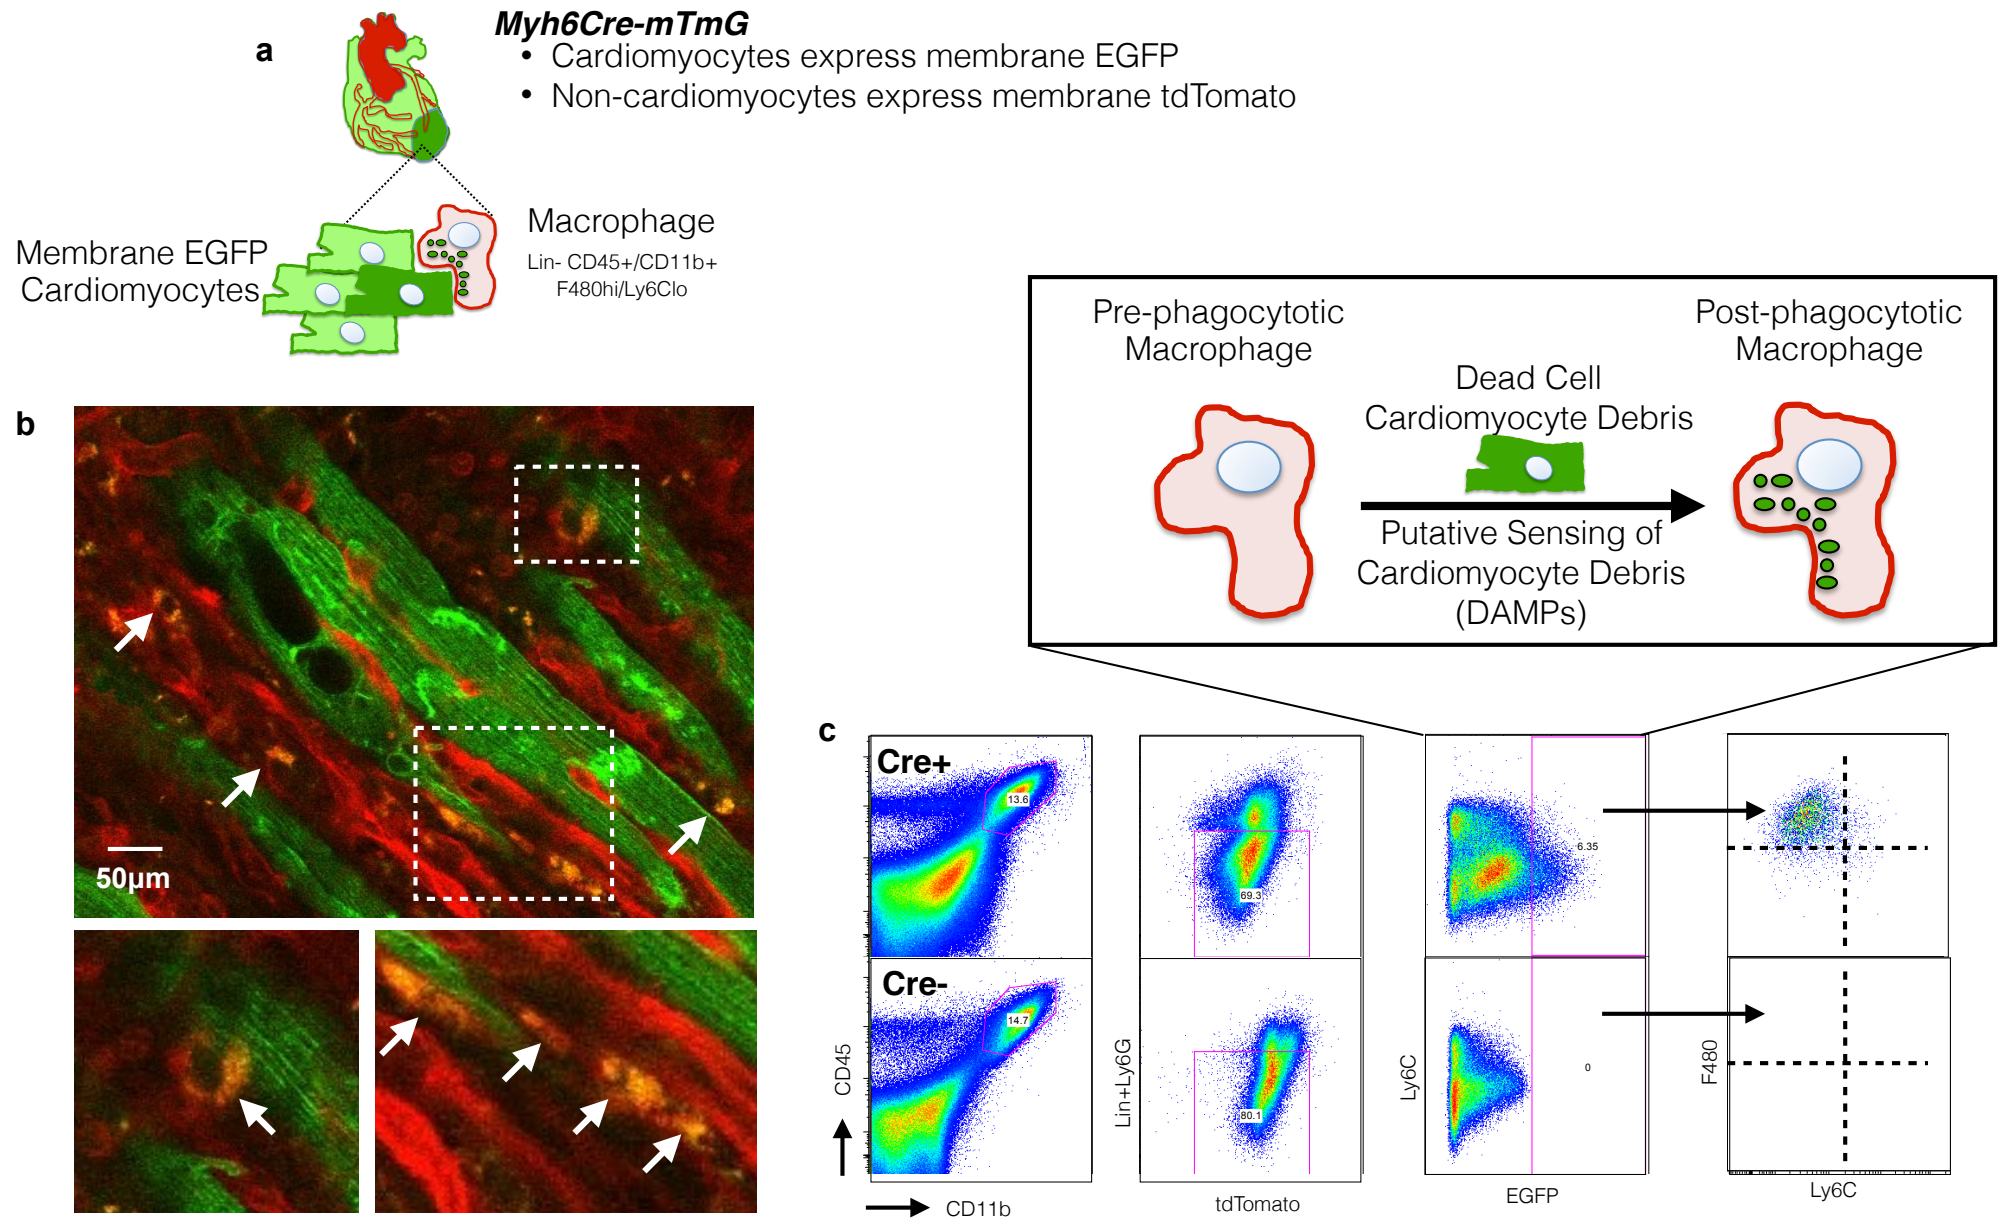 a
Myh6Cre-mTmG
• Cardiomyocytes express membrane EGFP
• Non-cardiomyocytes express membrane tdTomato
Membrane EGFP
Cardiomyocytes
Macrophage
Lin- CD45+/CD11b+
F480hi/Ly6Clo
Pre-phagocytotic
Macrophage
Dead Cell
Cardiomyocyte Debris
Putative Sensing of
Cardiomyocyte Debris
(DAMPs)
Post-phagocytotic
Macrophage
b
50µm
c
Cre+
13.6
69.3
6.35
Cre-
14.7
80.1
0
CD45
CD11b
Lin+Ly6G
tdTomato
Ly6C
EGFP
F480
Ly6C